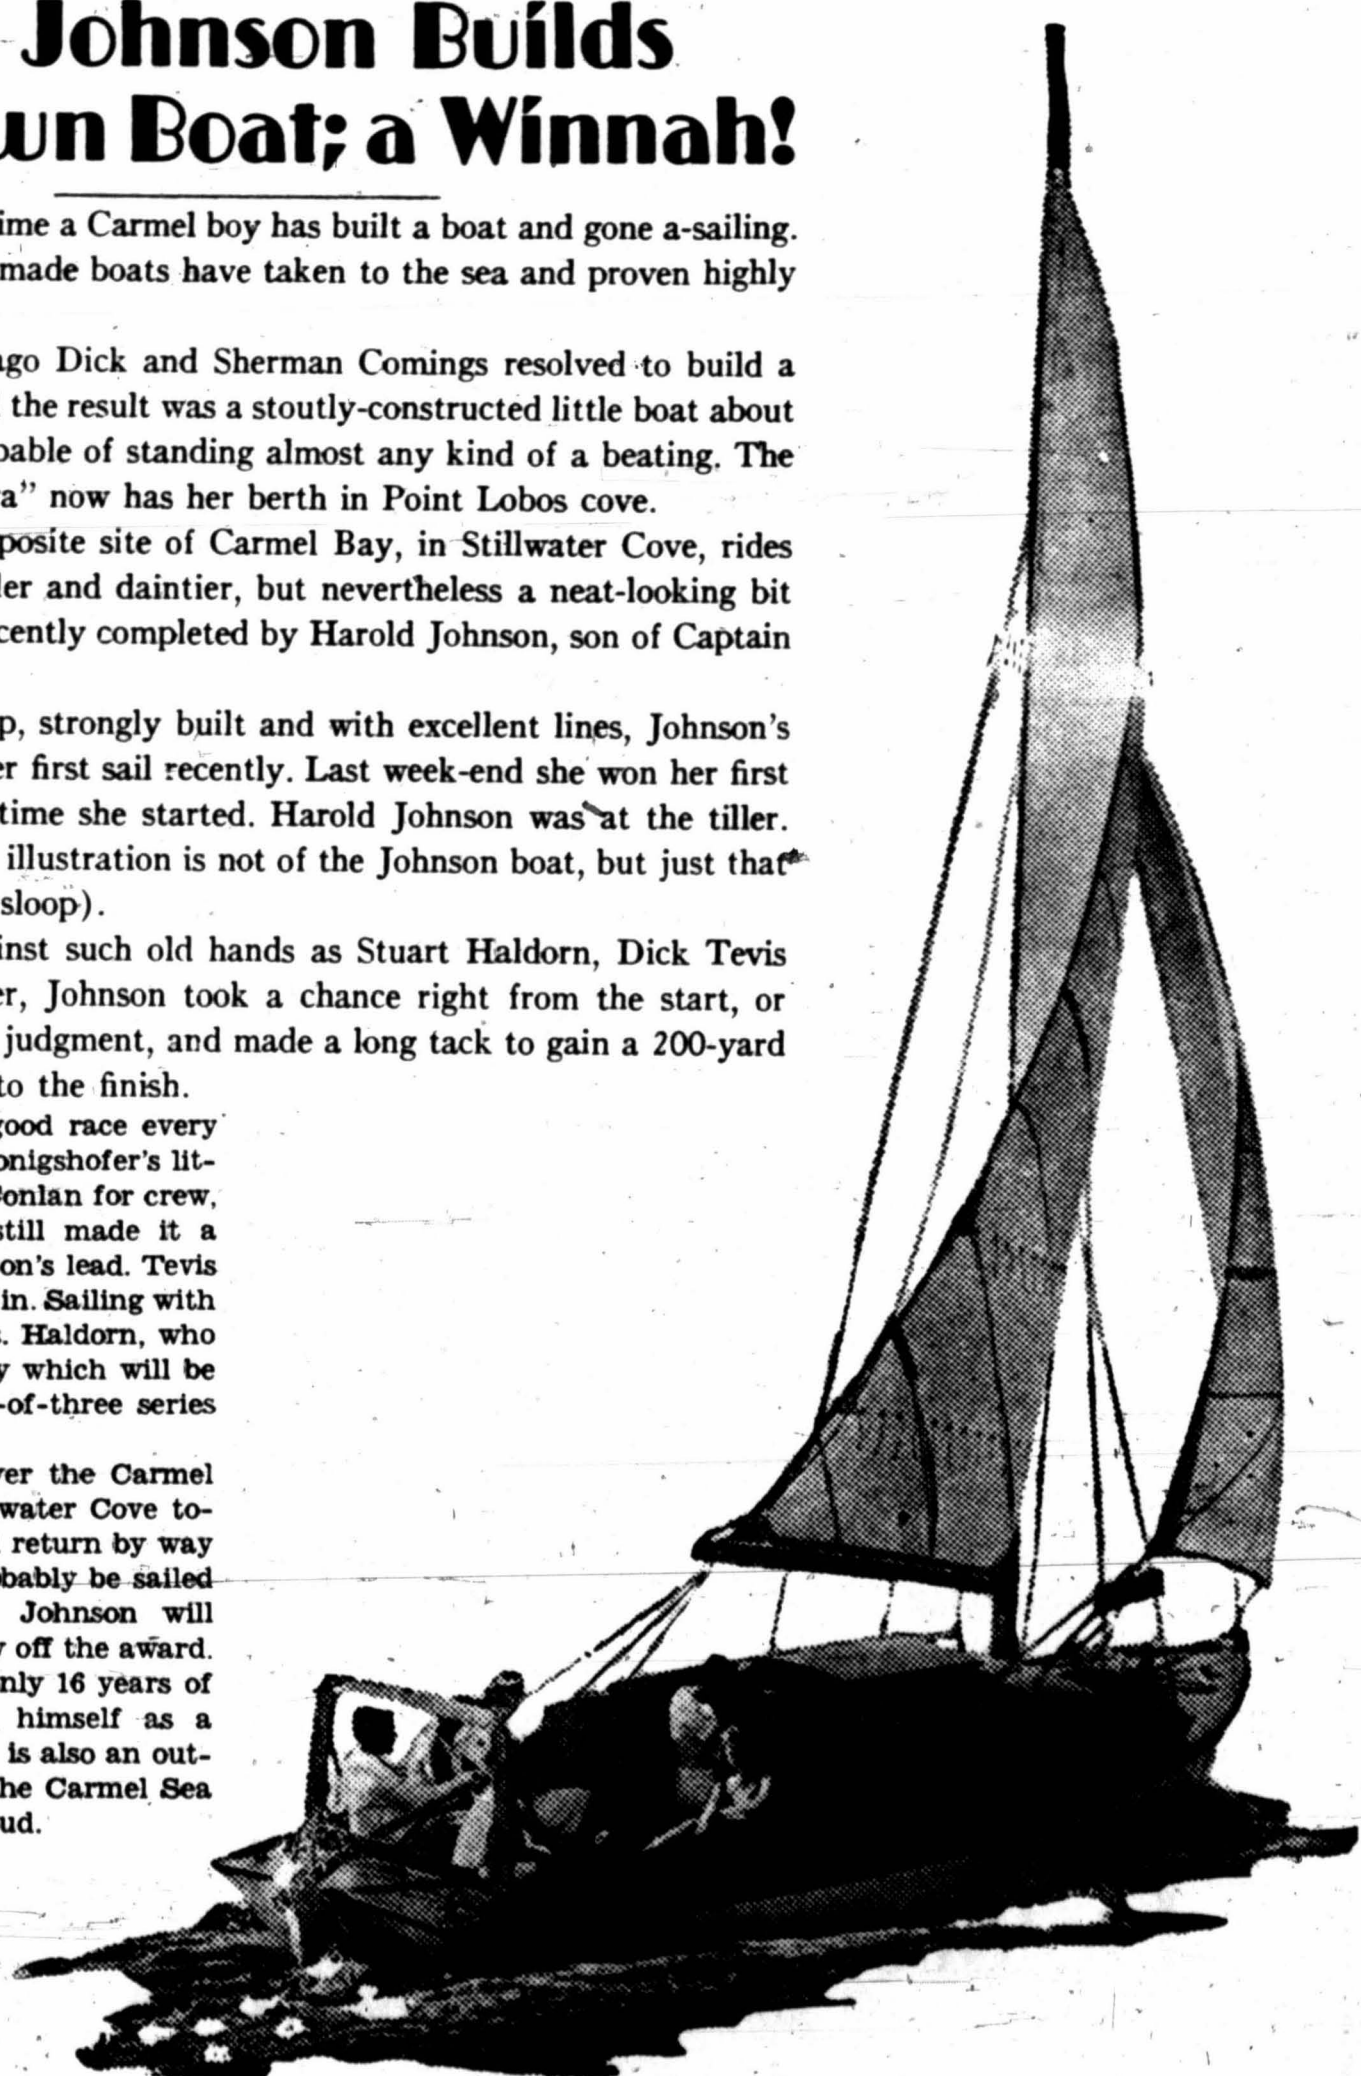 Johnson Builds
wn Boat; a Winnah!
ime a Carmel boy has built a boat and gone a-sailing.
made boats have taken to the sea and proven highly
ago Dick and Sherman Comings resolved to build a
the result was a stoutly-constructed little boat about
pable of standing almost any kind of a beating. The
a" now has her berth in Point Lobos cove.
posite site of Carmel Bay, in Stillwater Cove, rides
ler and daintier, but nevertheless a neat-looking bit
cently completed by Harold Johnson, son of Captain
p, strongly built and with excellent lines, Johnson's
er first sail recently. Last week-end she won her first
time she started. Harold Johnson was at the tiller.
illustration is not of the Johnson boat, but just that
sloop).
inst such old hands as Stuart Haldorn, Dick Tevis
er, Johnson took a chance right from the start, or
judgment, and made a long tack to gain a 200-yard
to the finish.
good race every
onigshofer's lit-
onlan for crew,
still made it a
on's lead. Tevis
in. Sailing with
s. Haldorn, who
y which will be
-of-three series
ver the Carmel
water Cove to-
return by way
bably be sailed
Johnson will
y off the award.
nly 16 years of
himself as a
is also an out-
he Carmel Sea
ud.